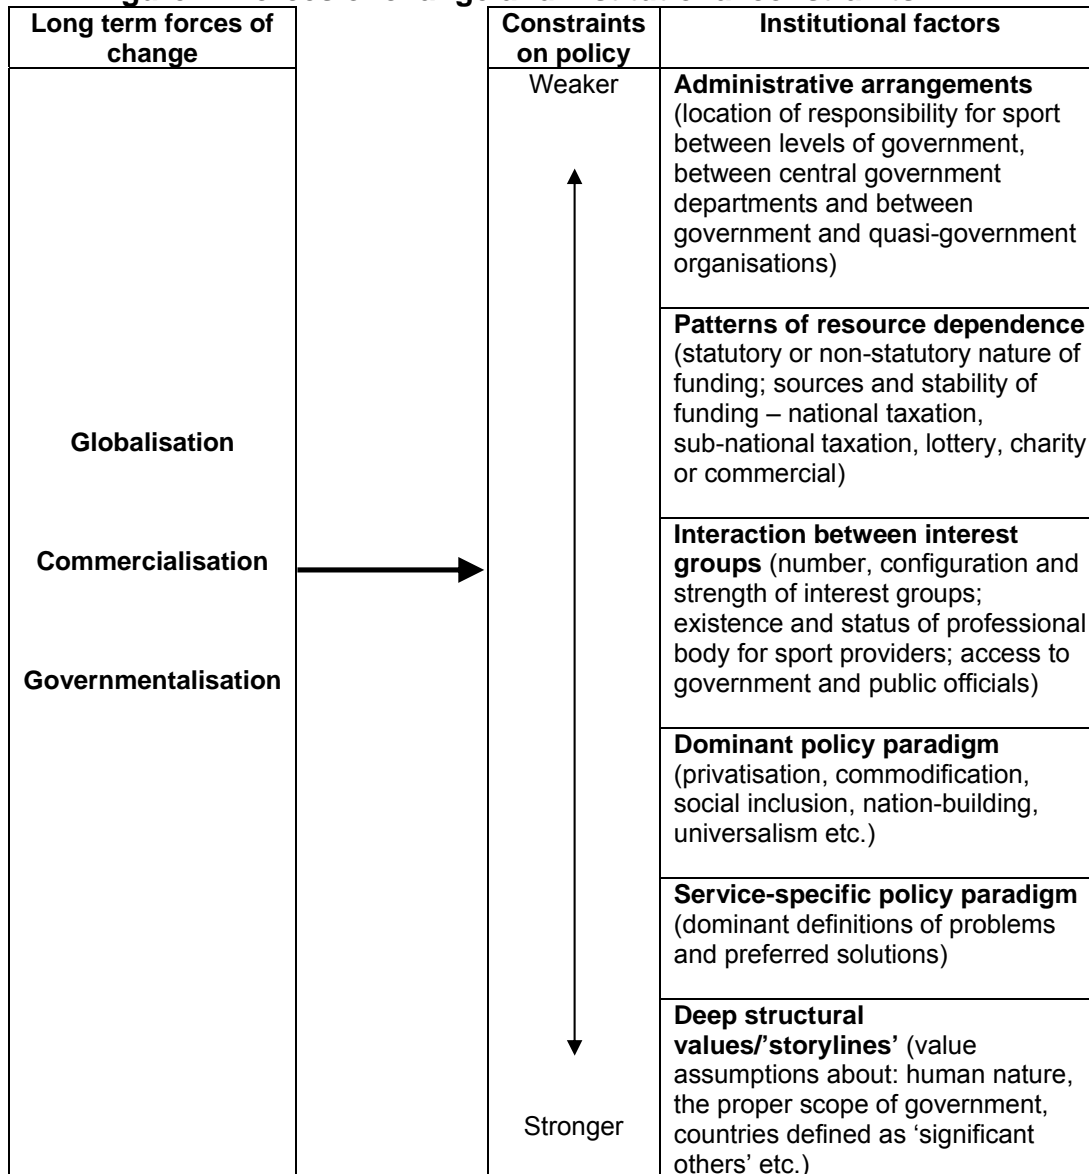 Long term forces of
change
Constraints
on policy
Institutional factors
Globalisation
Commercialisation
Governmentalisation
Weaker
Stronger
Administrative arrangements
(location of responsibility for sport
between levels of government,
between central government
departments and between
government and quasi-government
organisations)
Patterns of resource dependence
(statutory or non-statutory nature of
funding; sources and stability of
funding – national taxation,
sub-national taxation, lottery, charity
or commercial)
Interaction between interest
groups (number, configuration and
strength of interest groups;
existence and status of professional
body for sport providers; access to
government and public officials)
Dominant policy paradigm
(privatisation, commodification,
social inclusion, nation-building,
universalism etc.)
Service-specific policy paradigm
(dominant definitions of problems
and preferred solutions)
Deep structural
values/’storylines’ (value
assumptions about: human nature,
the proper scope of government,
countries defined as ‘significant
others’ etc.)